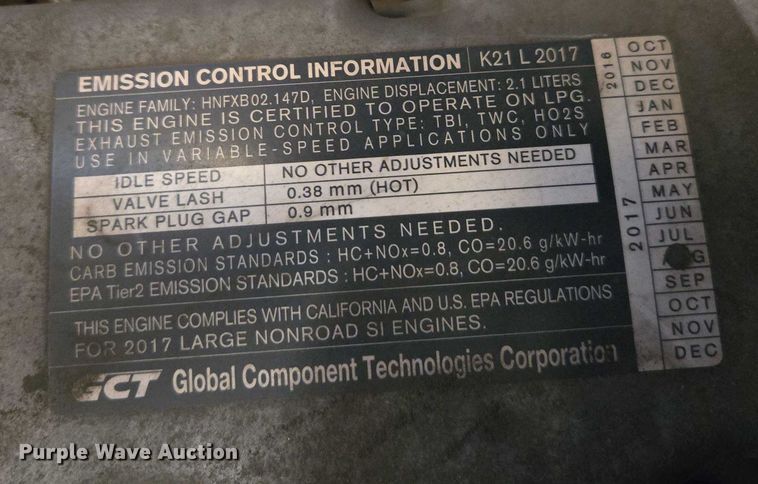 EMISSION CONTROL INFORMATION K21 L 2017
ENGINE FAMILY: HNFXB02.147D, ENGINE DISPLACEMENT: 2.1 LITERS
THIS ENGINE IS CERTIFIED TO OPERATE ON LPG.
EXHAUST EMISSION CONTROL TYPE: TBI, TWC, HO2S
USE IN VARIABLE-SPEED APPLICATIONS ONLY
IDLE SPEED NO OTHER ADJUSTMENTS NEEDED
VALVE LASH 0.38 mm (HOT)
SPARK PLUG GAP 0.9 mm
NO OTHER ADJUSTMENTS NEEDED.
CARB EMISSION STANDARDS : HC+NOx=0.8, CO=20.6 g/kW-hr
EPA Tier2 EMISSION STANDARDS : HC+NOx=0.8, CO=20.6 g/kW-hr
THIS ENGINE COMPLIES WITH CALIFORNIA AND U.S. EPA REGULATIONS
FOR 2017 LARGE NONROAD SI ENGINES.
GCT Global Component Technologies Corporation
2016
OCT
NOV
DEC
2017
JAN
FEB
MAR
APR
MAY
JUN
JUL
SEP
OCT
NOV
DEC
Purple Wave Auction